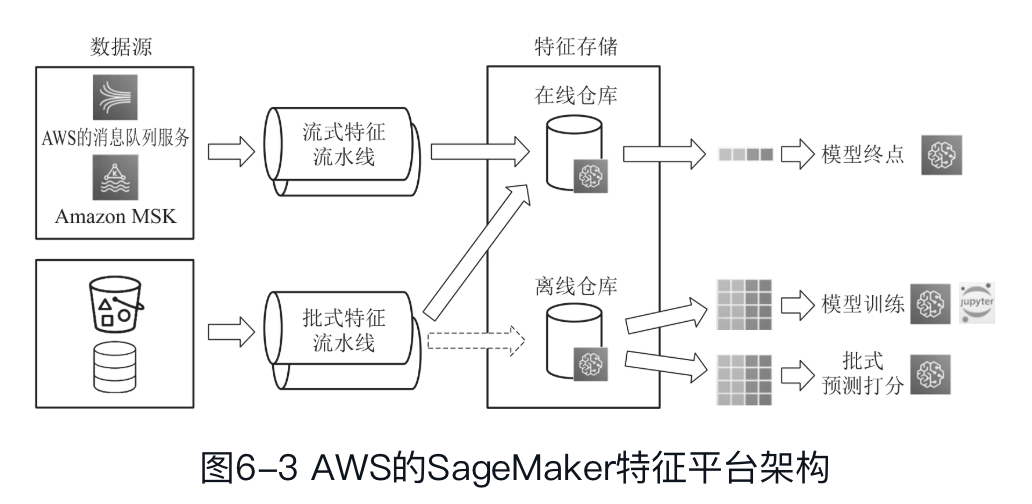 数据源
特征存储
AWS的消息队列服务
K
Amazon MSK
流式特征
流水线
在线仓库
模型终点
批式特征
流水线
离线仓库
模型训练
jupyter
批式
预测打分
图6-3 AWS的SageMaker特征平台架构